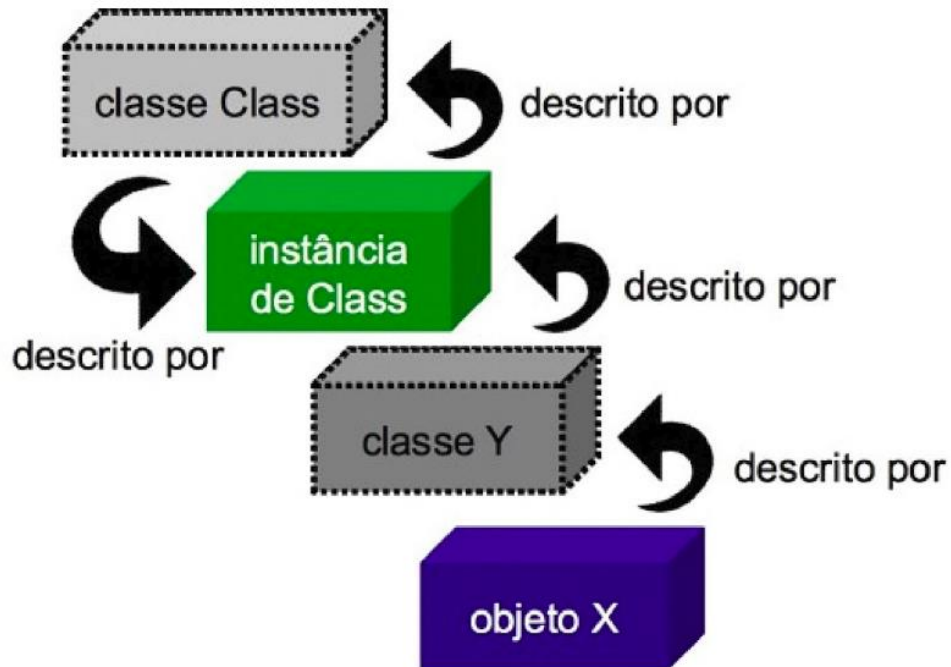 classe Class
descrito por
instância
de Class
descrito por
descrito por
classe Y
descrito por
objeto X